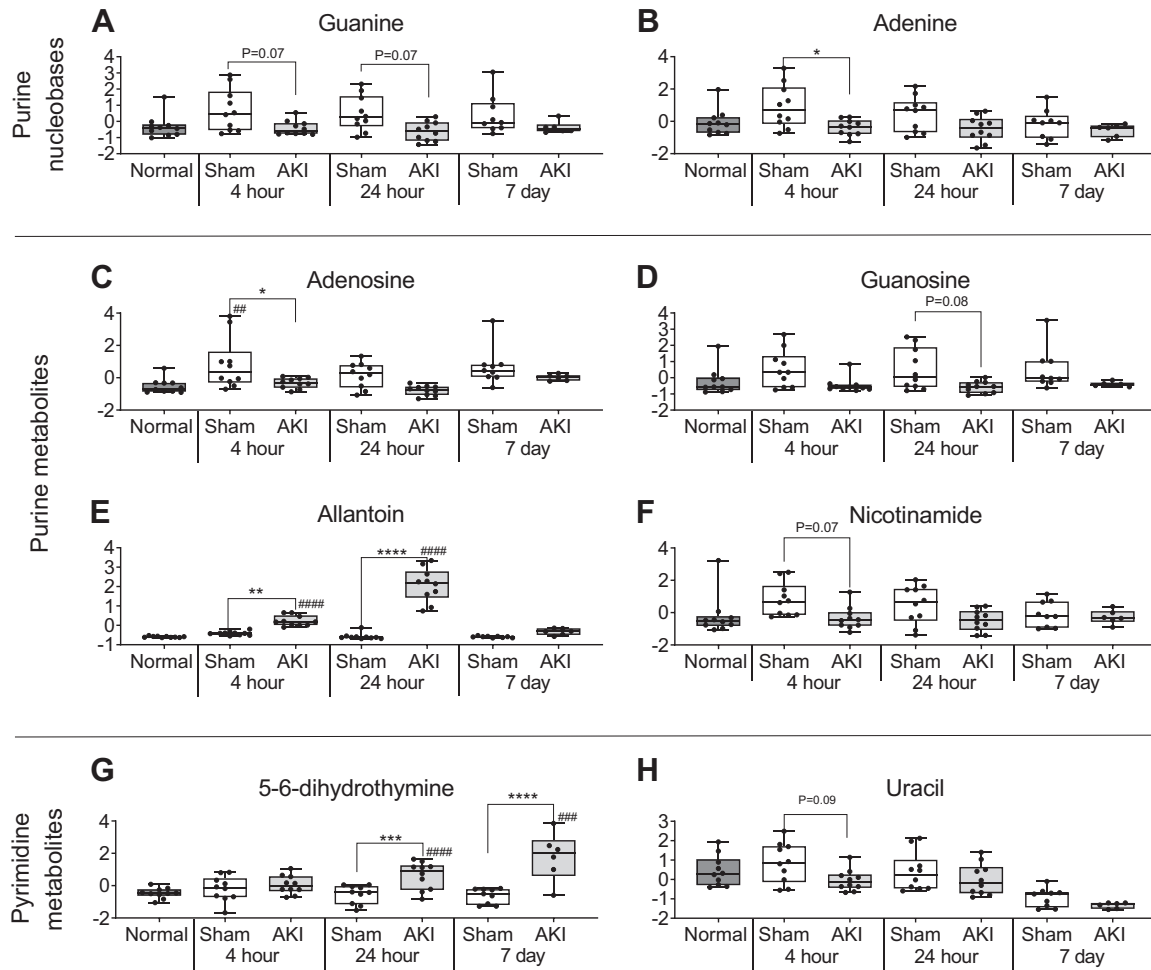 Purine nucleobases
A
Guanine
4
3
2
1
0
-1
-2
P=0.07
P=0.07
Normal Sham AKI Sham AKI Sham AKI
4 hour 24 hour 7 day
B
Adenine
4
2
0
-2
*
Normal Sham AKI Sham AKI Sham AKI
4 hour 24 hour 7 day
Purine metabolites
C
Adenosine
4
2
0
-2
##
*
Normal Sham AKI Sham AKI Sham AKI
4 hour 24 hour 7 day
D
Guanosine
4
3
2
1
0
-1
-2
P=0.08
Normal Sham AKI Sham AKI Sham AKI
4 hour 24 hour 7 day
E
Allantoin
4
3
2
1
0
-1
**
####
****
####
Normal Sham AKI Sham AKI Sham AKI
4 hour 24 hour 7 day
F
Nicotinamide
4
2
0
-2
P=0.07
Normal Sham AKI Sham AKI Sham AKI
4 hour 24 hour 7 day
Pyrimidine metabolites
G
5-6-dihydrothymine
4
2
0
-2
***
####
****
###
Normal Sham AKI Sham AKI Sham AKI
4 hour 24 hour 7 day
H
Uracil
3
2
1
0
-1
-2
P=0.09
Normal Sham AKI Sham AKI Sham AKI
4 hour 24 hour 7 day